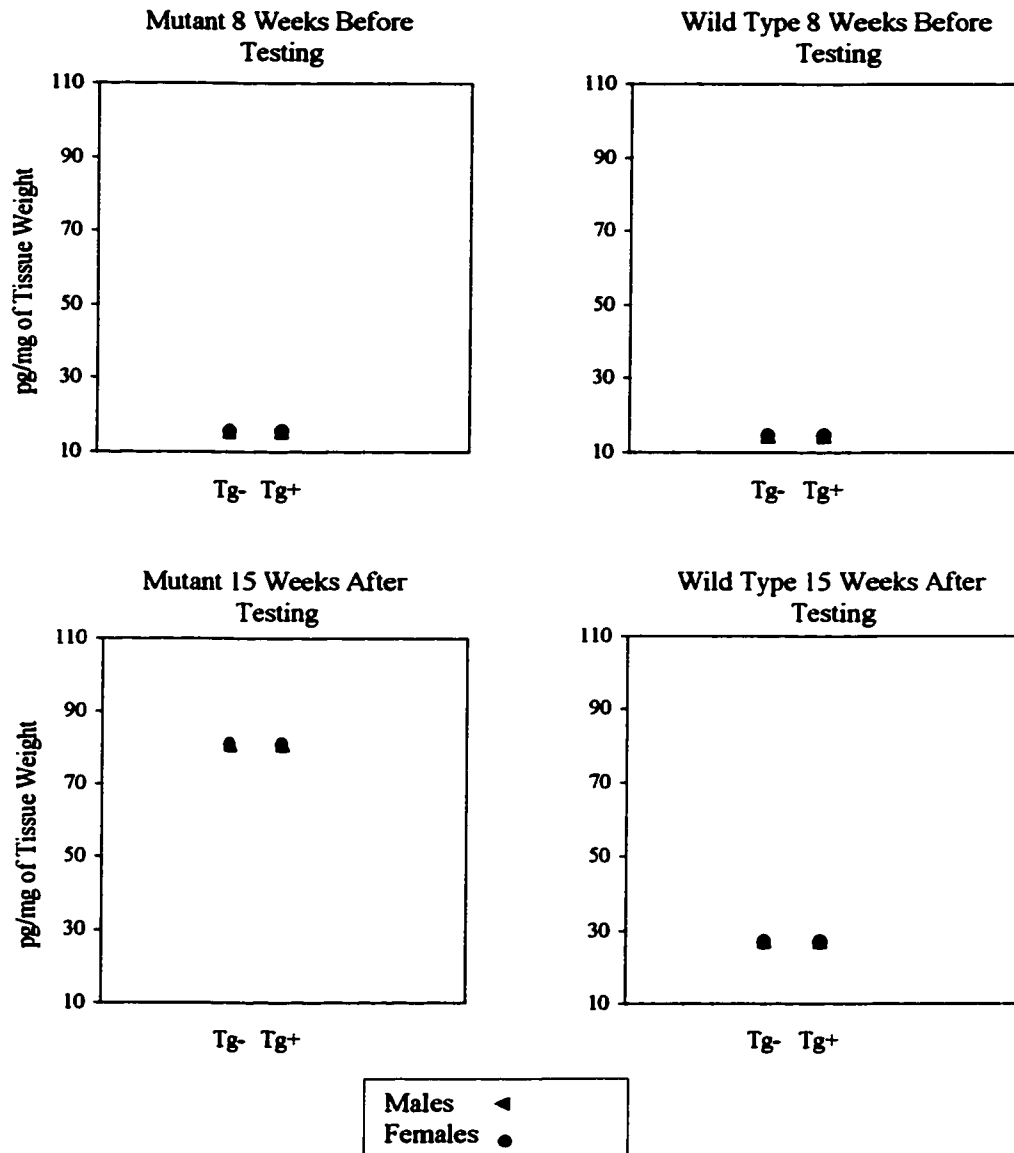 Mutant 8 Weeks Before
Testing
Wild Type 8 Weeks Before
Testing
pg/mg of Tissue Weight
110
90
70
50
30
10
Tg- Tg+
110
90
70
50
30
10
Tg- Tg+
Mutant 15 Weeks After
Testing
Wild Type 15 Weeks After
Testing
pg/mg of Tissue Weight
110
90
70
50
30
10
Tg- Tg+
110
90
70
50
30
10
Tg- Tg+
Males
Females